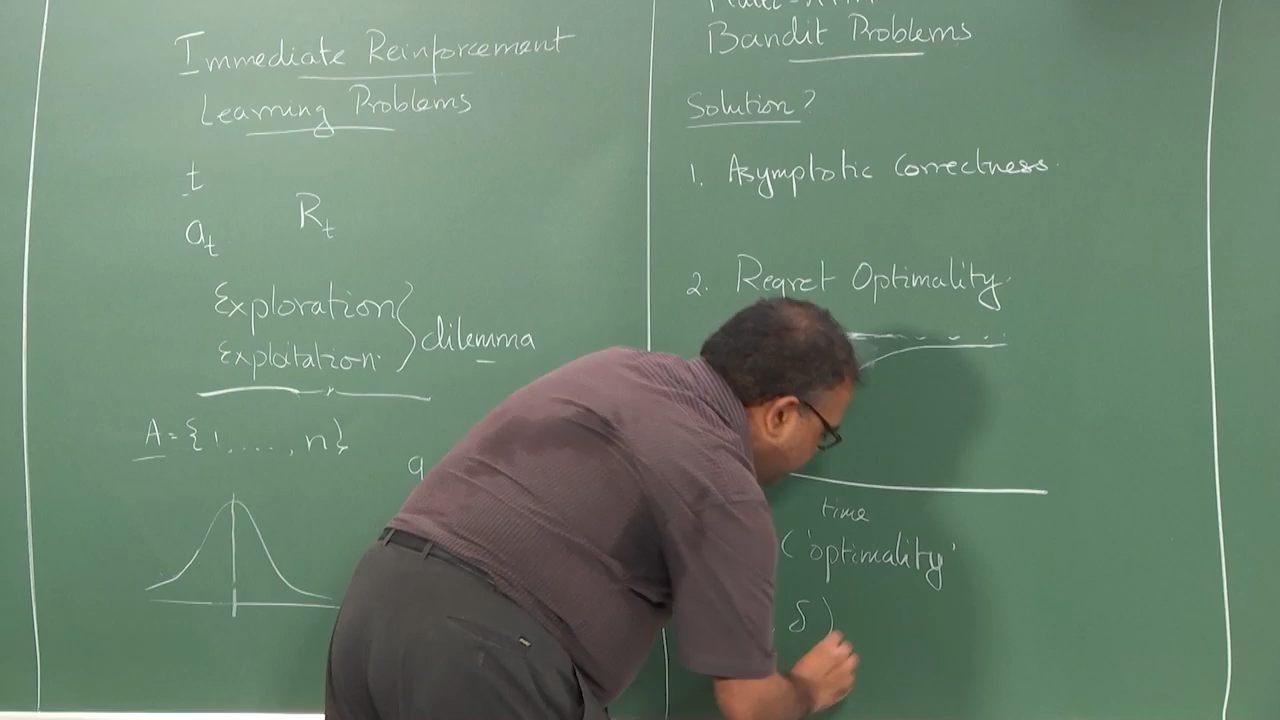 Immediate Reinforcement
Learning Problems
t
a_t
R_t
Exploration
Exploitation
} dilemma
A = {1, ...., n}
q
Bandit Problems
Solution?
1. Asymptotic Correctness.
2. Regret Optimality
time
( 'optimality'
, δ )